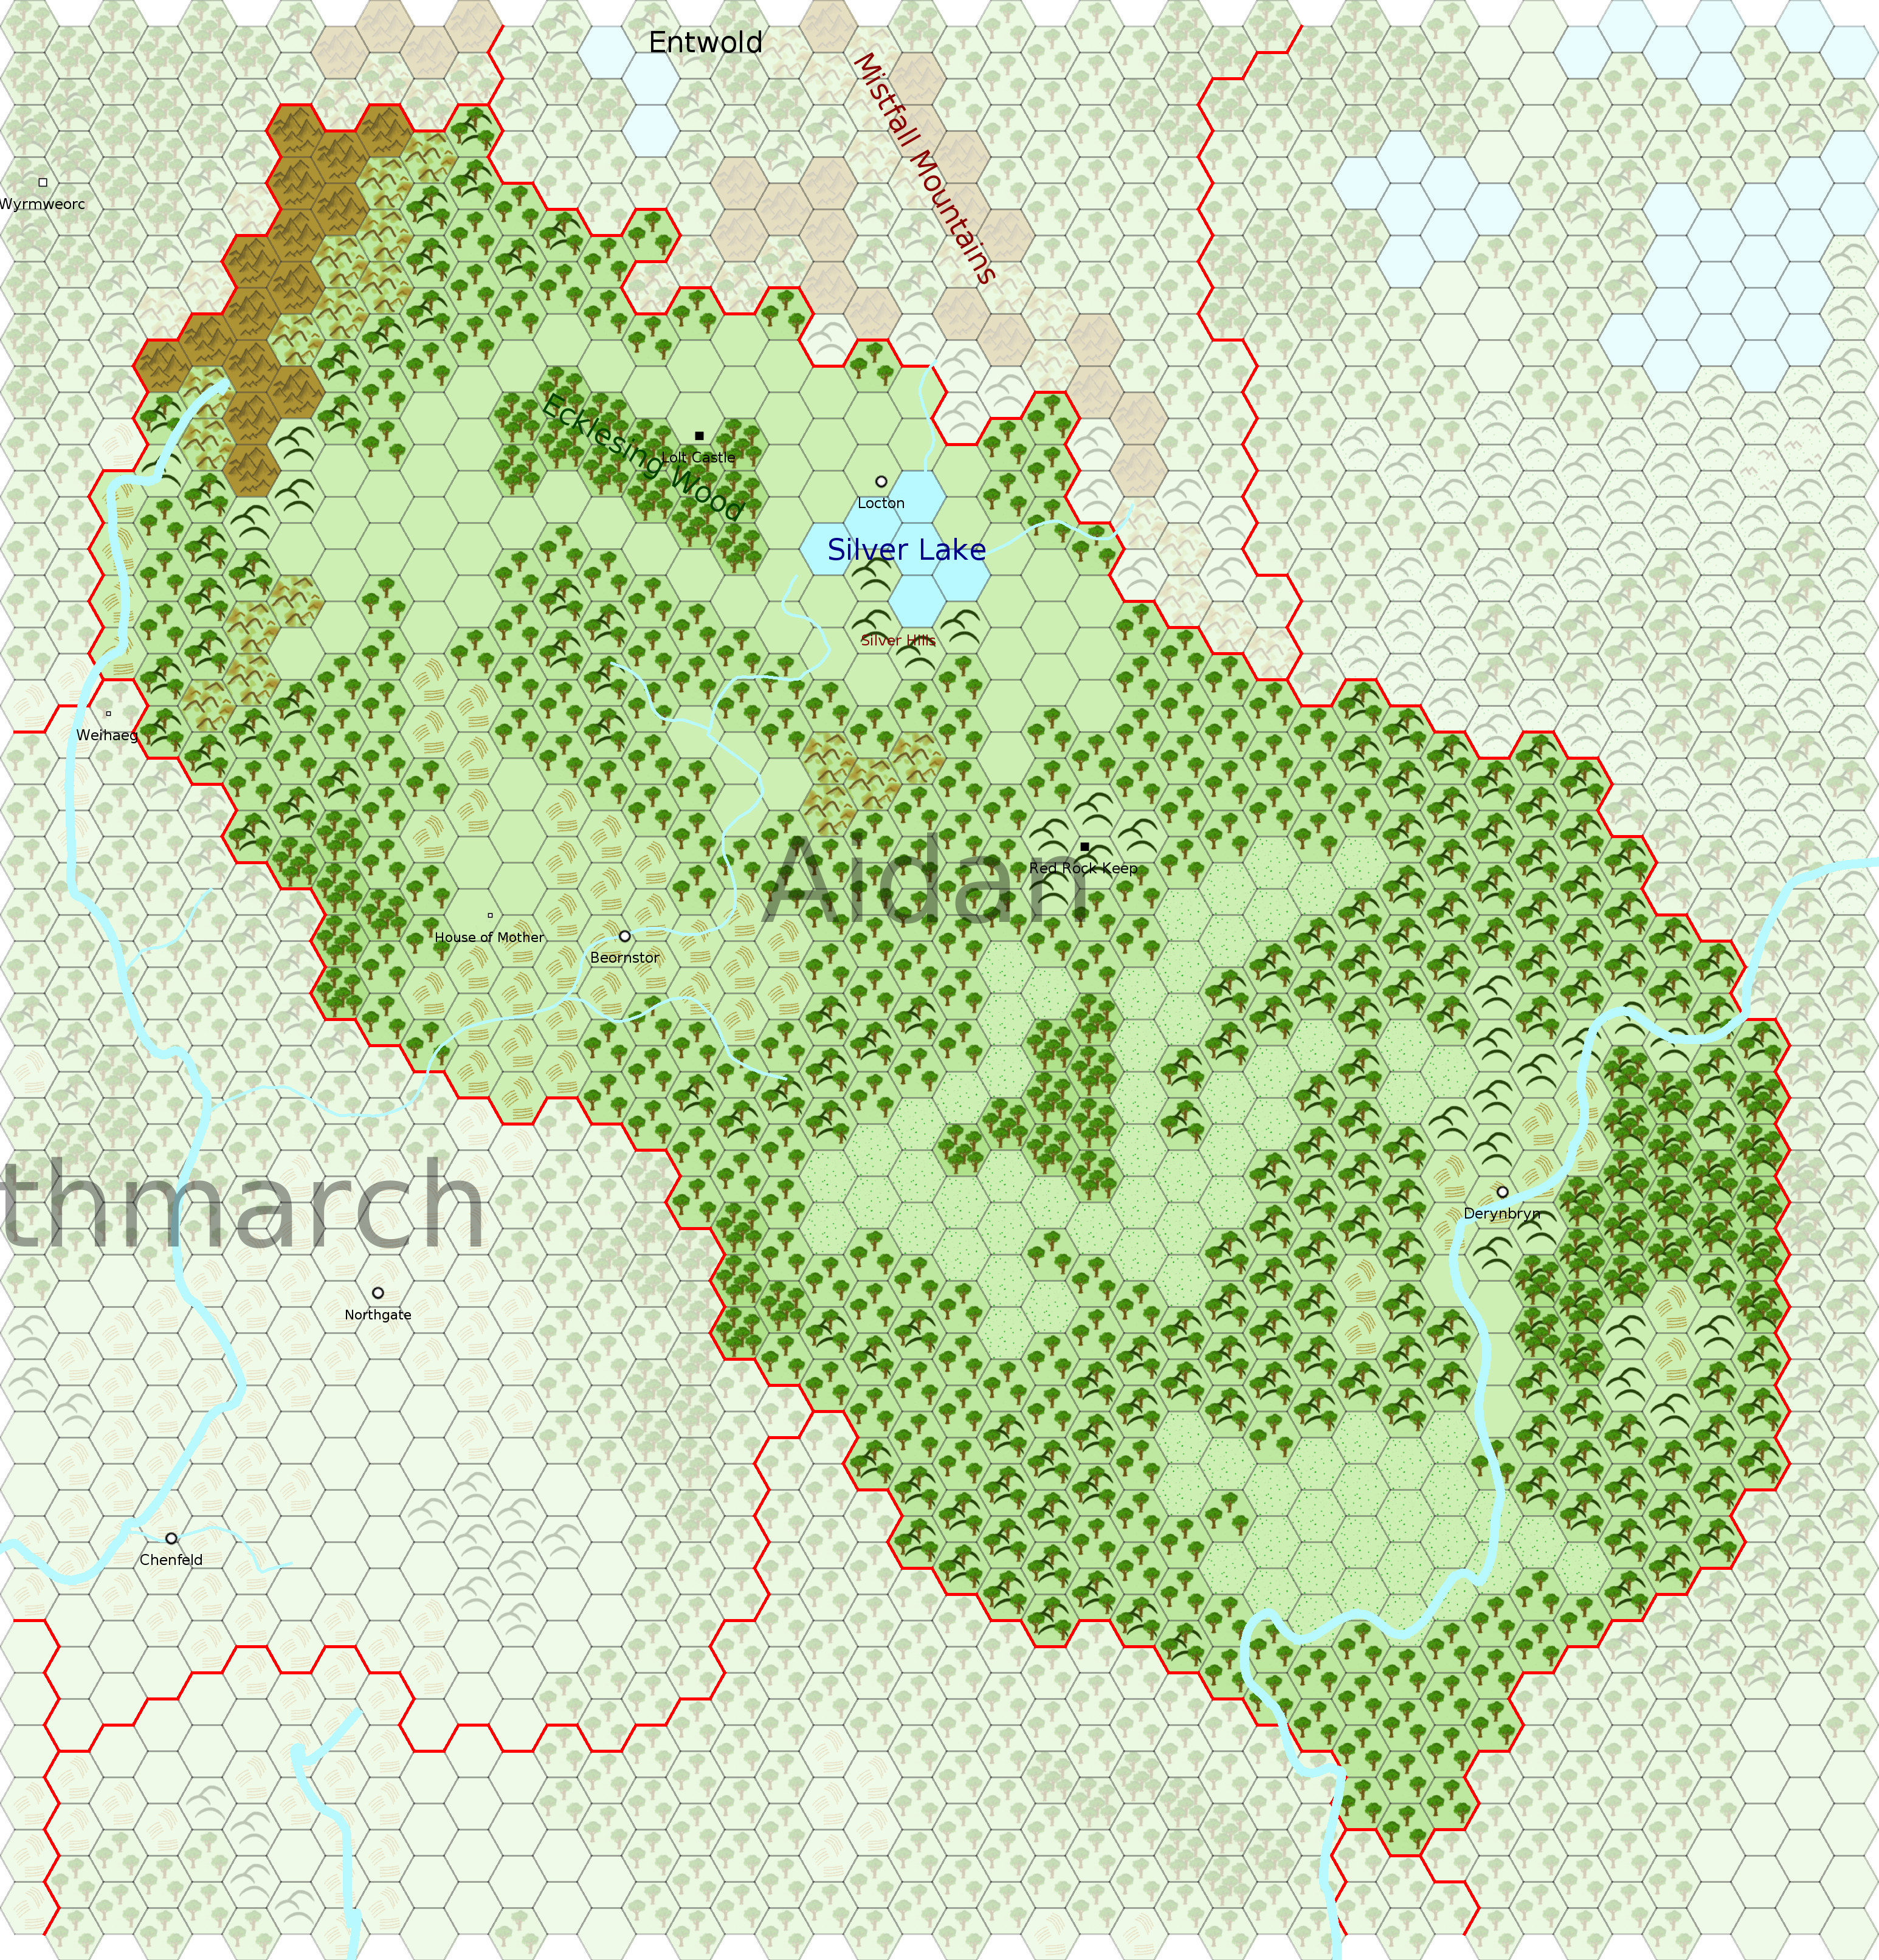 Entwold
Mistfall Mountains
Wyrmweorc
Ecklesing Wood
Lolt Castle
Locton
Silver Lake
Silver Hills
Weihaeg
Aidan
Red Rock Keep
House of Mother
Beornstor
thmarch
Derynbryn
Northgate
Chenfeld